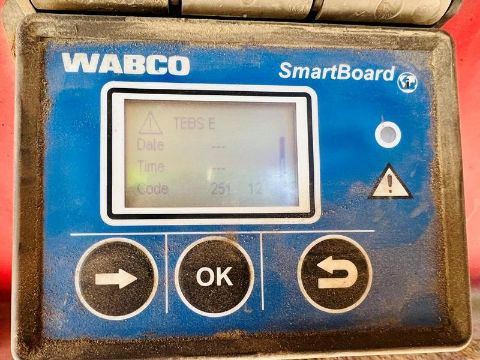 WABCO
SmartBoard
TEBS E
Date ---
Time ---
Code 251 12
OK